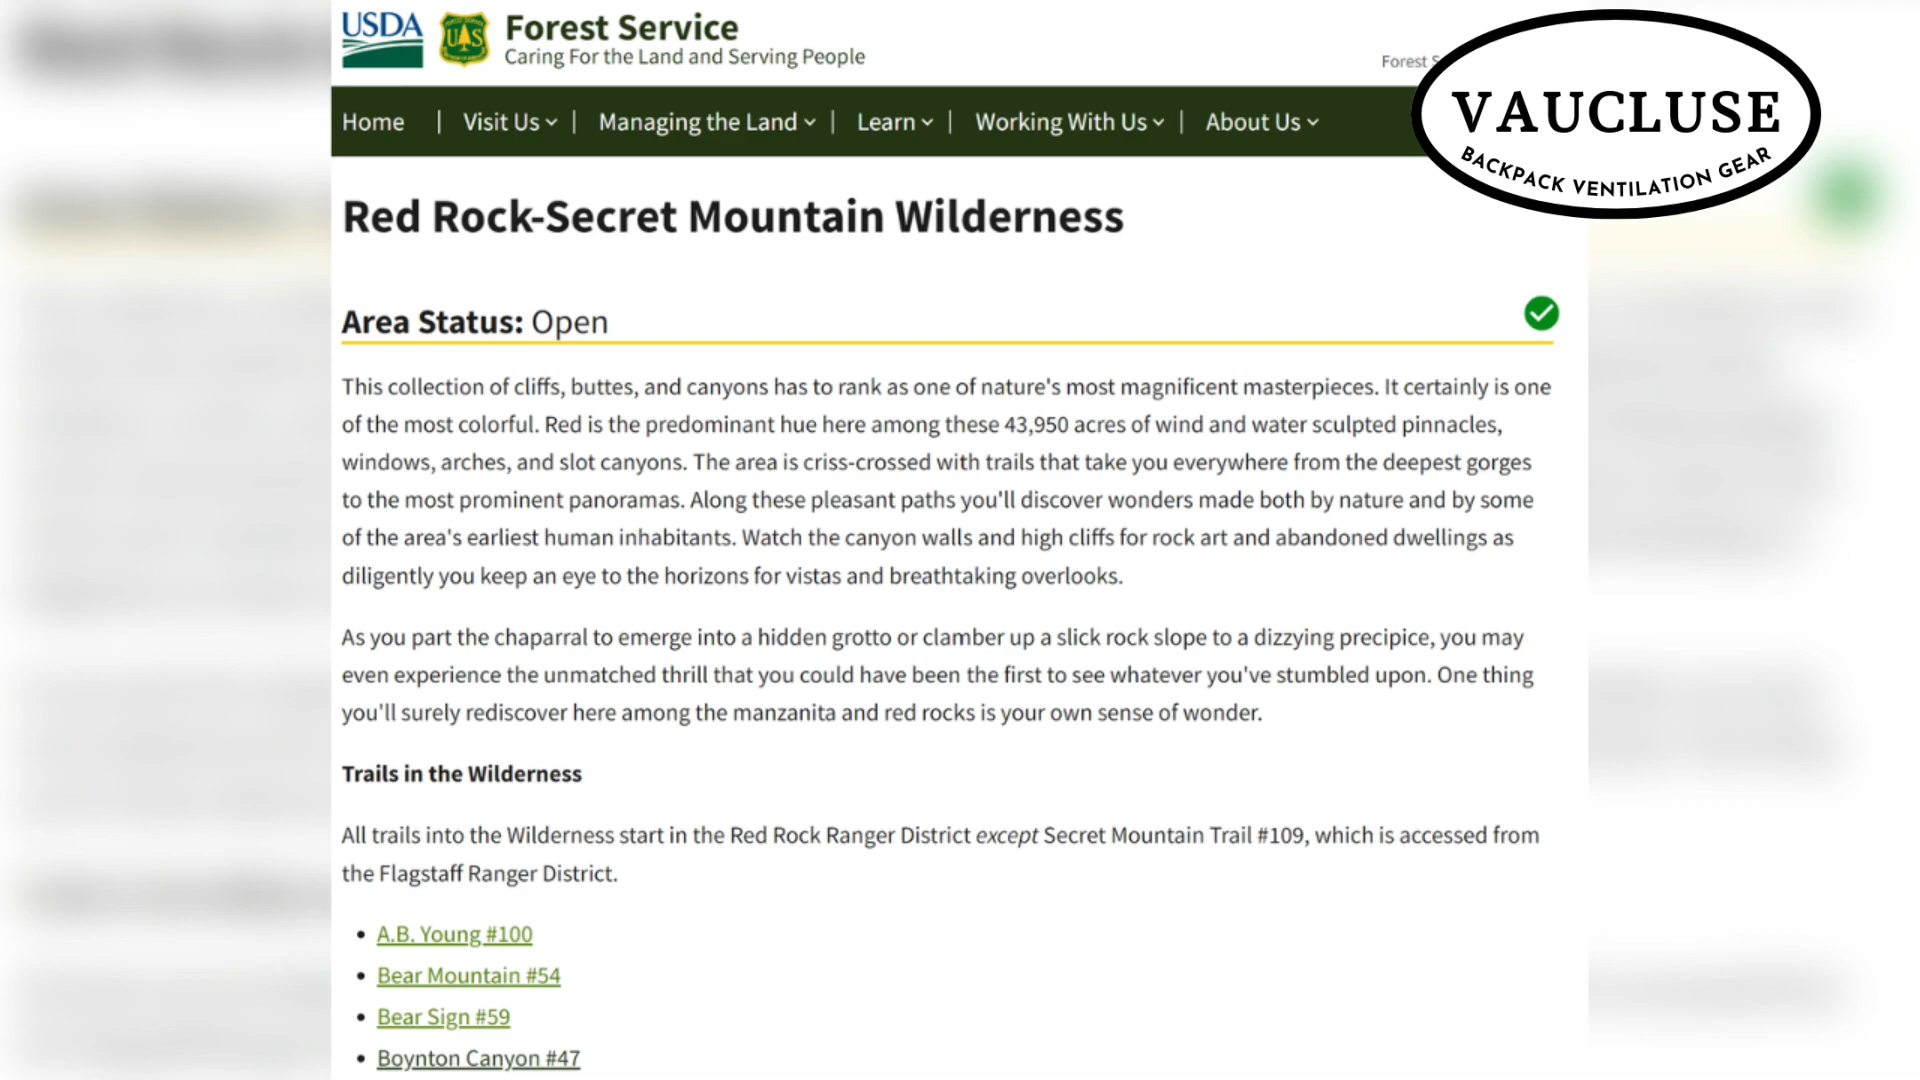 USDA
UAS
Forest Service
Caring For the Land and Serving People
Forest
VAUCLUSE
BACKPACK VENTILATION GEAR
Home | Visit Us | Managing the Land | Learn | Working With Us | About Us
Red Rock-Secret Mountain Wilderness
Area Status: Open
This collection of cliffs, buttes, and canyons has to rank as one of nature's most magnificent masterpieces. It certainly is one
of the most colorful. Red is the predominant hue here among these 43,950 acres of wind and water sculpted pinnacles,
windows, arches, and slot canyons. The area is criss-crossed with trails that take you everywhere from the deepest gorges
to the most prominent panoramas. Along these pleasant paths you'll discover wonders made both by nature and by some
of the area's earliest human inhabitants. Watch the canyon walls and high cliffs for rock art and abandoned dwellings as
diligently you keep an eye to the horizons for vistas and breathtaking overlooks.
As you part the chaparral to emerge into a hidden grotto or clamber up a slick rock slope to a dizzying precipice, you may
even experience the unmatched thrill that you could have been the first to see whatever you've stumbled upon. One thing
you'll surely rediscover here among the manzanita and red rocks is your own sense of wonder.
Trails in the Wilderness
All trails into the Wilderness start in the Red Rock Ranger District except Secret Mountain Trail #109, which is accessed from
the Flagstaff Ranger District.
• A.B. Young #100
• Bear Mountain #54
• Bear Sign #59
• Boynton Canyon #47